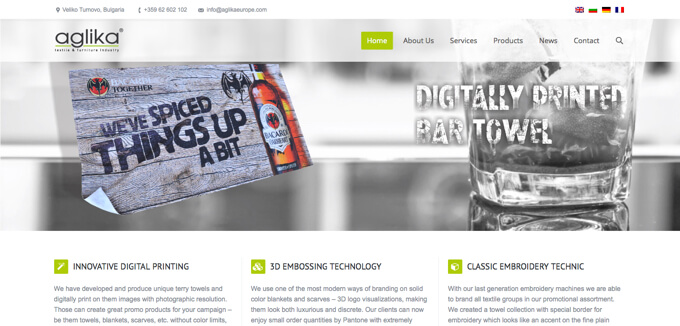 Veliko Turnovo, Bulgaria +359 62 602 102 info@aglikaeurope.com
aglika®
textile & furniture industry
Home About Us Services Products News Contact
TOGETHER
WE'VE SPICED
THINGS UP
A BIT
BACARDI
DIGITALLY PRINTED
BAR TOWEL
INNOVATIVE DIGITAL PRINTING
We have developed and produce unique terry towels and
digitally print on them images with photographic resolution.
Those can create great promo products for your campaign –
be them towels, blankets, scarves, etc. without color limits,
3D EMBOSSING TECHNOLOGY
We use one of the most modern ways of branding on solid
color blankets and scarves – 3D logo visualizations, making
them look both luxurious and discrete. Our clients can now
enjoy small order quantities by Pantone with extremely
CLASSIC EMBROIDERY TECHNIC
With our last generation embroidery machines we are able
to brand all textile groups in our promotional assortment.
We created a towel collection with special border for
embroidery which looks like an accent on the fine plain